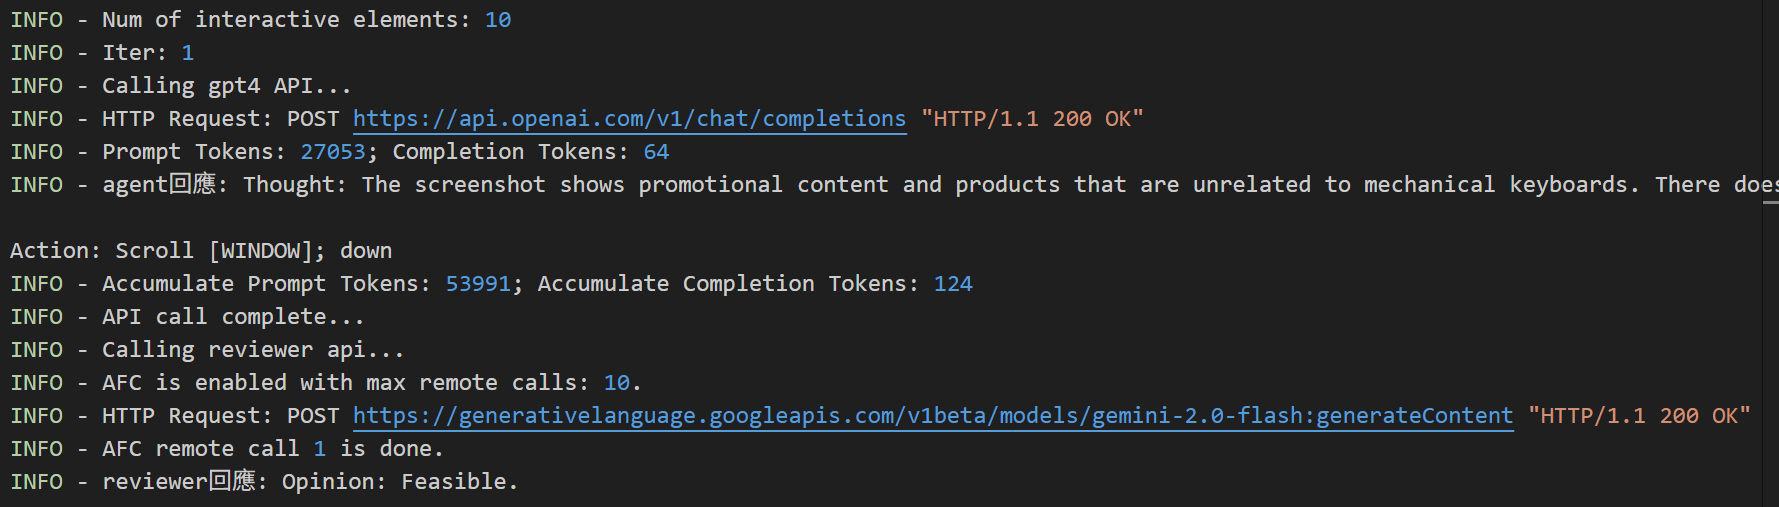 INFO - Num of interactive elements: 10
INFO - Iter: 1
INFO - Calling gpt4 API...
INFO - HTTP Request: POST https://api.openai.com/v1/chat/completions "HTTP/1.1 200 OK"
INFO - Prompt Tokens: 27053; Completion Tokens: 64
INFO - agent回應: Thought: The screenshot shows promotional content and products that are unrelated to mechanical keyboards. There does
Action: Scroll [WINDOW]; down
INFO - Accumulate Prompt Tokens: 53991; Accumulate Completion Tokens: 124
INFO - API call complete...
INFO - Calling reviewer api...
INFO - AFC is enabled with max remote calls: 10.
INFO - HTTP Request: POST https://generativelanguage.googleapis.com/v1beta/models/gemini-2.0-flash:generateContent "HTTP/1.1 200 OK"
INFO - AFC remote call 1 is done.
INFO - reviewer回應: Opinion: Feasible.